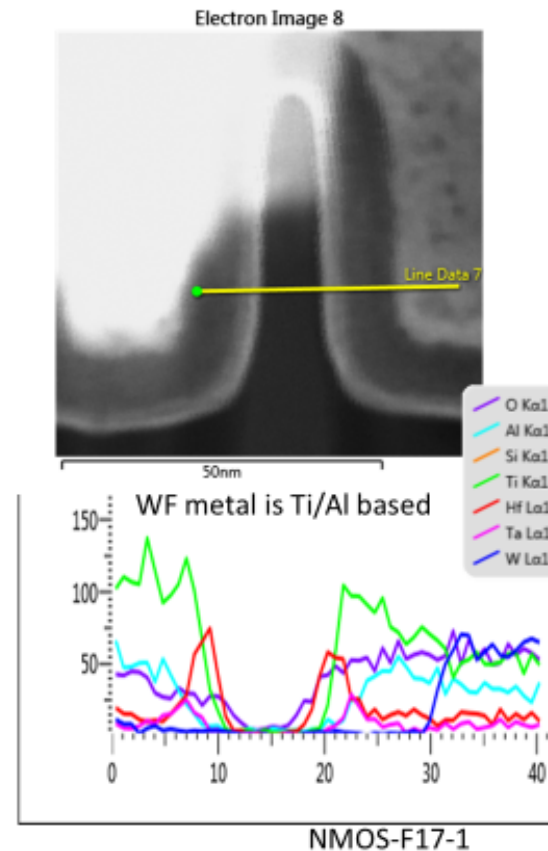 Electron Image 8
Line Data 7
50nm
O Kα1
Al Kα1
Si Kα1
Ti Kα1
Hf Lα1
Ta Lα1
W Lα1
WF metal is Ti/Al based
150
100
50
0 10 20 30 40
NMOS-F17-1